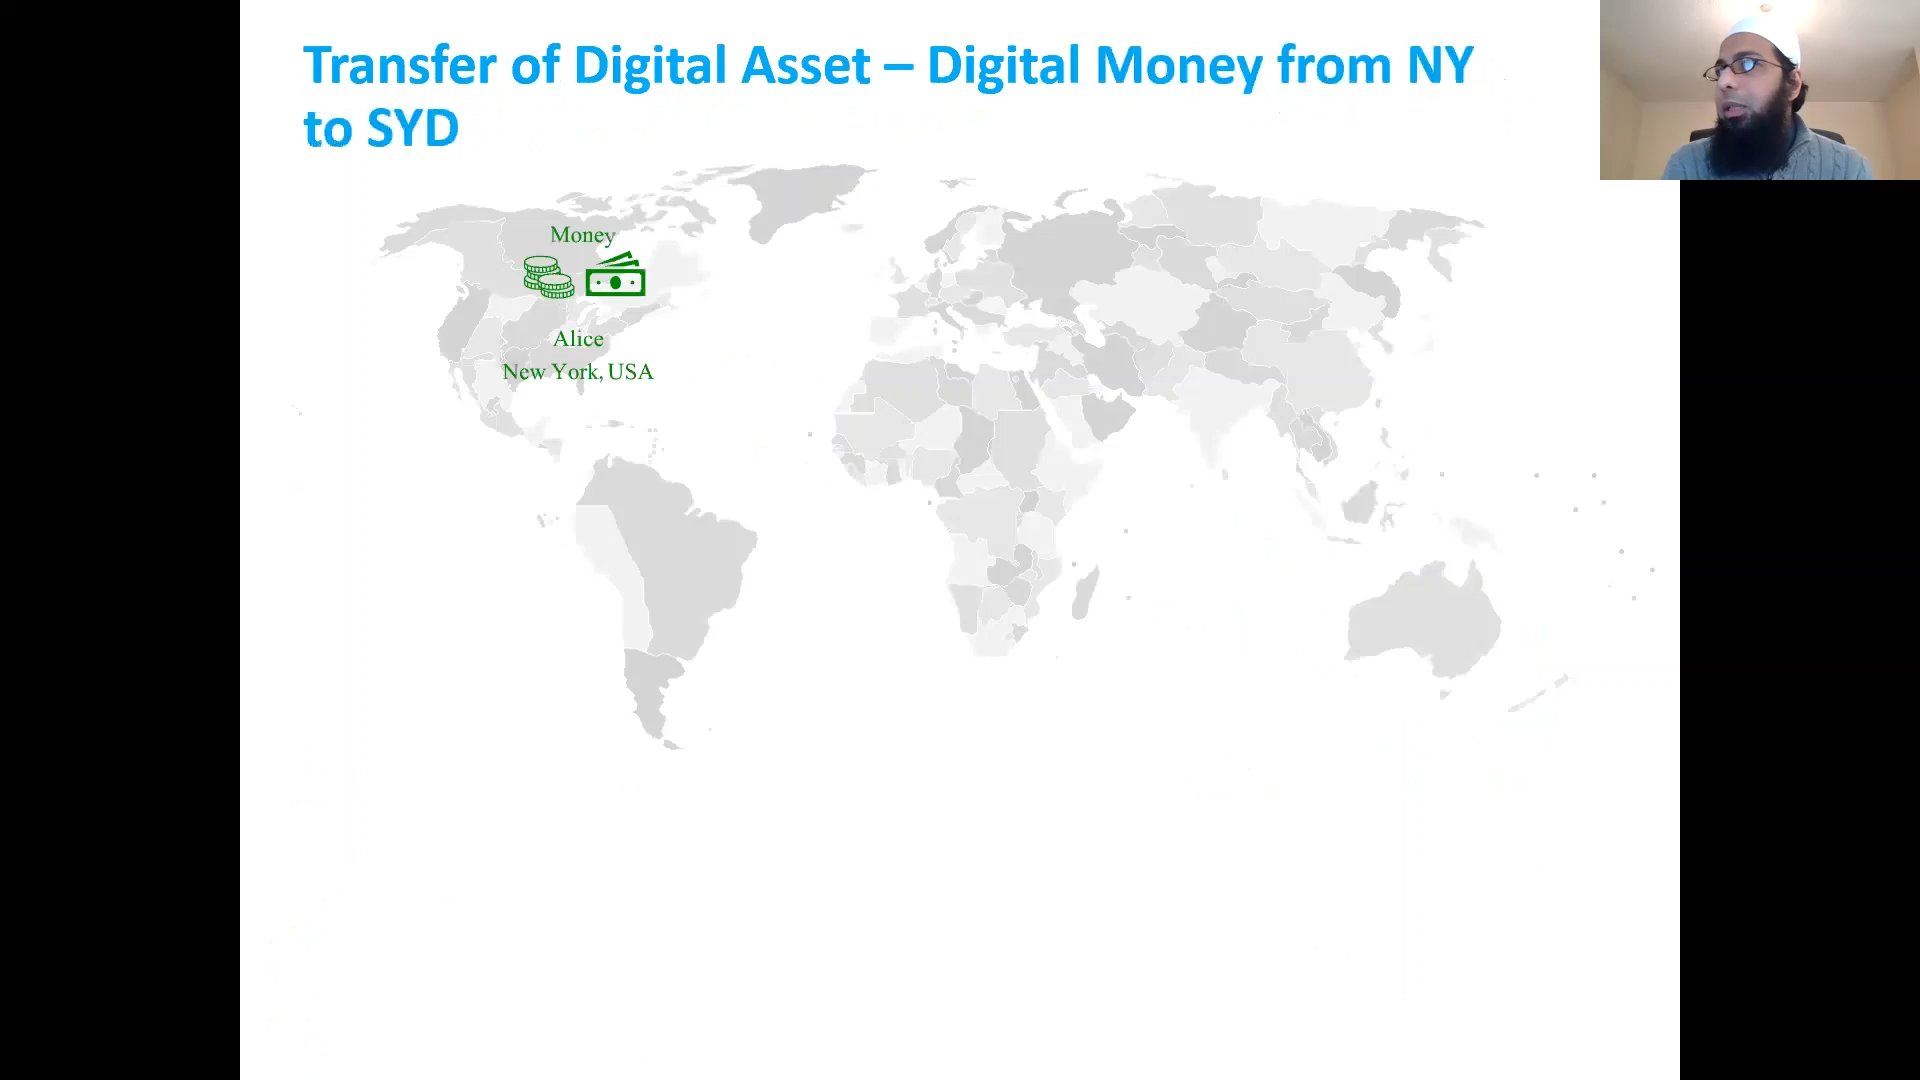 Transfer of Digital Asset – Digital Money from NY
to SYD
Money
Alice
New York, USA